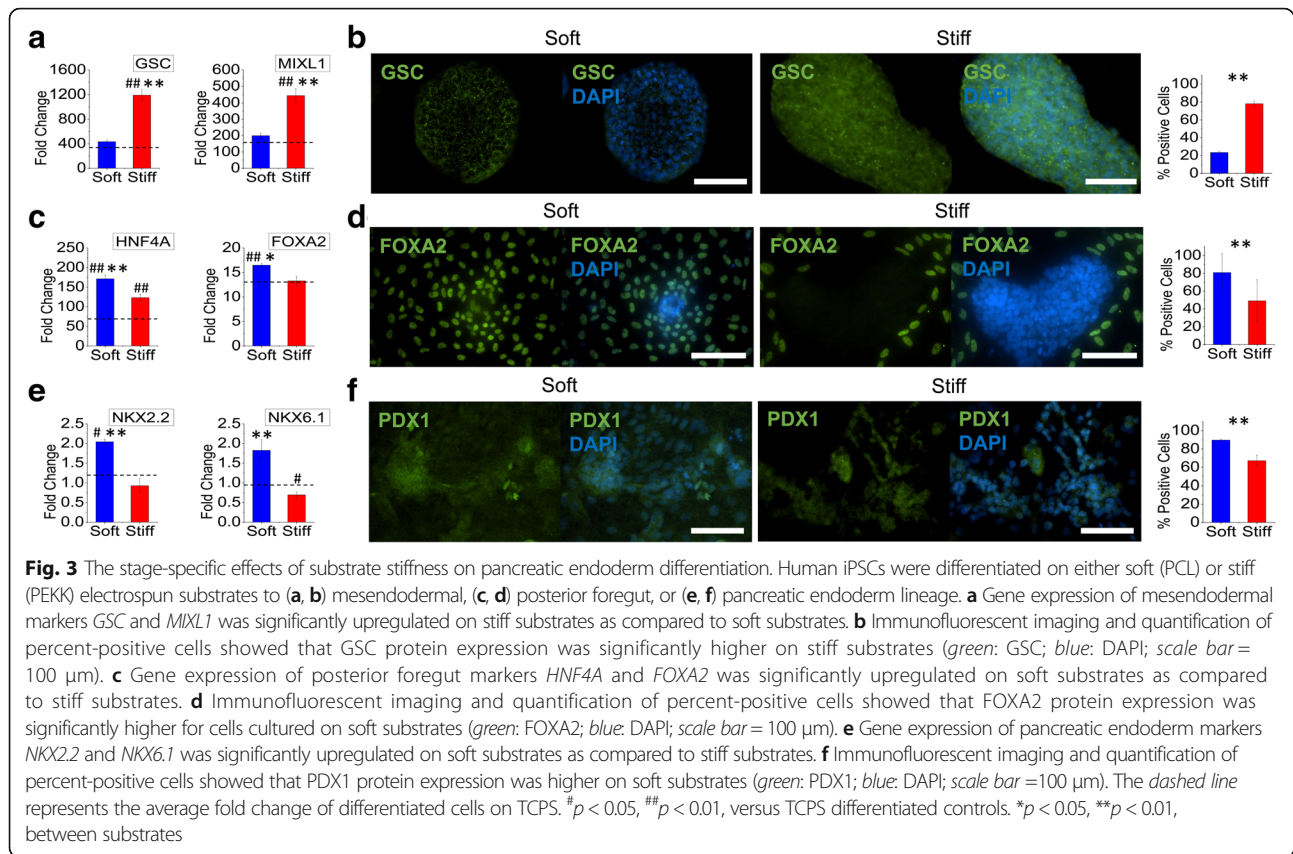 a
GSC
1600
1200
800
400
0
Fold Change
## **
Soft Stiff
MIXL1
600
500
400
300
200
100
0
Fold Change
## **
Soft Stiff
b
Soft
Stiff
GSC
GSC
DAPI
GSC
GSC
DAPI
100
80
60
40
20
0
% Positive Cells
**
Soft
Stiff
c
HNF4A
250
200
150
100
50
0
Fold Change
## **
##
Soft Stiff
FOXA2
20
15
10
5
0
Fold Change
## *
Soft Stiff
d
Soft
Stiff
FOXA2
FOXA2
DAPI
FOXA2
FOXA2
DAPI
100
80
60
40
20
0
% Positive Cells
**
Soft
Stiff
e
NKX2.2
2.5
2.0
1.5
1.0
0.5
0.0
Fold Change
# **
Soft Stiff
NKX6.1
2.5
2.0
1.5
1.0
0.5
0.0
Fold Change
**
#
Soft Stiff
f
Soft
Stiff
PDX1
PDX1
DAPI
PDX1
PDX1
DAPI
100
80
60
40
20
0
% Positive Cells
**
Soft
Stiff
Fig. 3 The stage-specific effects of substrate stiffness on pancreatic endoderm differentiation. Human iPSCs were differentiated on either soft (PCL) or stiff
(PEKK) electrospun substrates to (a, b) mesendodermal, (c, d) posterior foregut, or (e, f) pancreatic endoderm lineage. a Gene expression of mesendodermal
markers GSC and MIXL1 was significantly upregulated on stiff substrates as compared to soft substrates. b Immunofluorescent imaging and quantification of
percent-positive cells showed that GSC protein expression was significantly higher on stiff substrates (green: GSC; blue: DAPI; scale bar =
100 μm). c Gene expression of posterior foregut markers HNF4A and FOXA2 was significantly upregulated on soft substrates as compared
to stiff substrates. d Immunofluorescent imaging and quantification of percent-positive cells showed that FOXA2 protein expression was
significantly higher for cells cultured on soft substrates (green: FOXA2; blue: DAPI; scale bar = 100 μm). e Gene expression of pancreatic endoderm markers
NKX2.2 and NKX6.1 was significantly upregulated on soft substrates as compared to stiff substrates. f Immunofluorescent imaging and quantification of
percent-positive cells showed that PDX1 protein expression was higher on soft substrates (green: PDX1; blue: DAPI; scale bar =100 μm). The dashed line
represents the average fold change of differentiated cells on TCPS. #p < 0.05, ##p < 0.01, versus TCPS differentiated controls. *p < 0.05, **p < 0.01,
between substrates